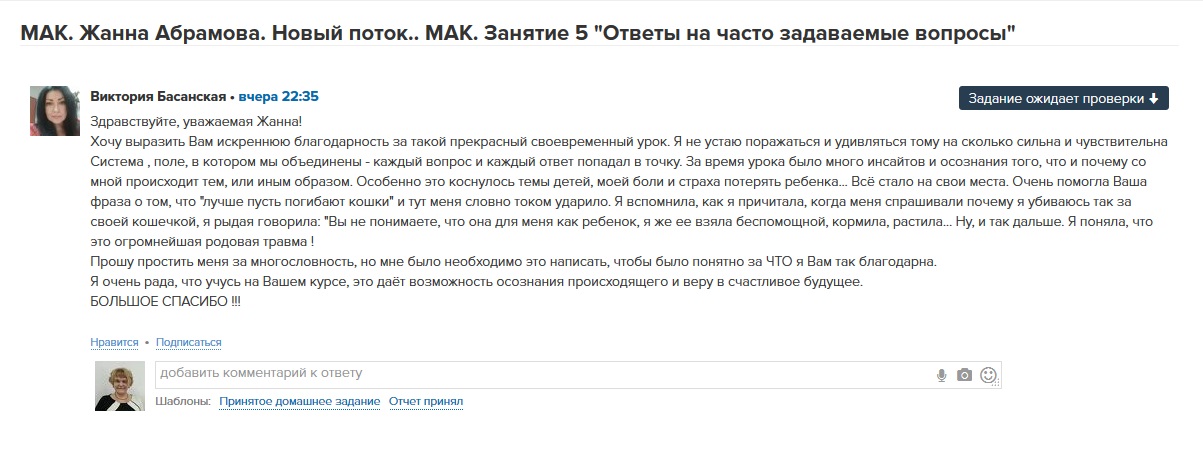 МАК. Жанна Абрамова. Новый поток.. МАК. Занятие 5 "Ответы на часто задаваемые вопросы"
Виктория Басанская • вчера 22:35
Задание ожидает проверки
Здравствуйте, уважаемая Жанна!
Хочу выразить Вам искреннюю благодарность за такой прекрасный своевременный урок. Я не устаю поражаться и удивляться тому на сколько сильна и чувствительна
Система , поле, в котором мы объединены - каждый вопрос и каждый ответ попадал в точку. За время урока было много инсайтов и осознания того, что и почему со
мной происходит тем, или иным образом. Особенно это коснулось темы детей, моей боли и страха потерять ребенка... Всё стало на свои места. Очень помогла Ваша
фраза о том, что "лучше пусть погибают кошки" и тут меня словно током ударило. Я вспомнила, как я причитала, когда меня спрашивали почему я убиваюсь так за
своей кошечкой, я рыдая говорила: "Вы не понимаете, что она для меня как ребенок, я же ее взяла беспомощной, кормила, растила... Ну, и так дальше. Я поняла, что
это огромнейшая родовая травма !
Прошу простить меня за многословность, но мне было необходимо это написать, чтобы было понятно за ЧТО я Вам так благодарна.
Я очень рада, что учусь на Вашем курсе, это даёт возможность осознания происходящего и веру в счастливое будущее.
БОЛЬШОЕ СПАСИБО !!!
Нравится • Подписаться
добавить комментарий к ответу
Шаблоны: Принятое домашнее задание Отчет принял